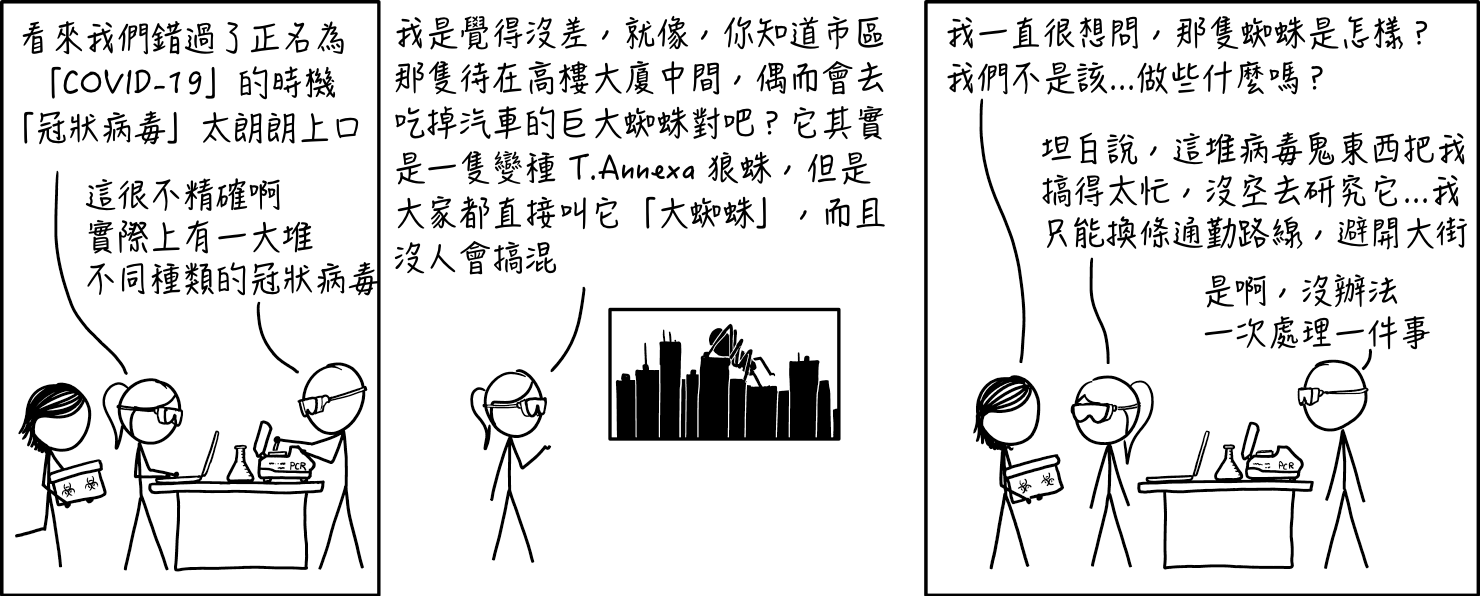 看來我們錯過了正名為
「COVID-19」的時機
「冠狀病毒」太朗朗上口
這很不精確啊
實際上有一大堆
不同種類的冠狀病毒
PCR
我是覺得沒差，就像，你知道市區
那隻待在高樓大廈中間，偶而會去
吃掉汽車的巨大蜘蛛對吧？它其實
是一隻變種 T.Annexa 狼蛛，但是
大家都直接叫它「大蜘蛛」，而且
沒人會搞混
我一直很想問，那隻蜘蛛是怎樣？
我們不是該...做些什麼嗎？
坦白說，這堆病毒鬼東西把我
搞得太忙，沒空去研究它...我
只能換條通勤路線，避開大街
是啊，沒辦法
一次處理一件事
PCR